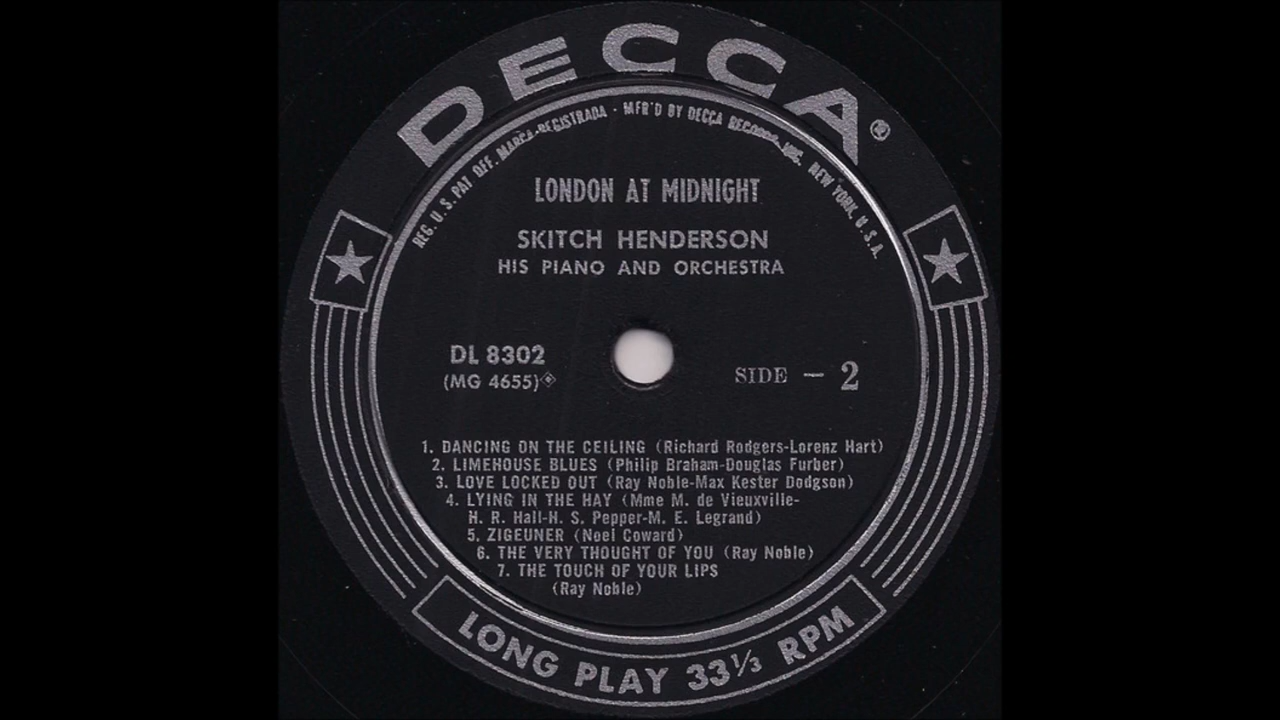 DECCA®
REG. U.S. PAT. OFF. MARCA REGISTRADA · MFR'D BY DECCA RECORDS, INC. NEW YORK, U.S.A.
LONDON AT MIDNIGHT
SKITCH HENDERSON
HIS PIANO AND ORCHESTRA
DL 8302
(MG 4655)
SIDE - 2
1. DANCING ON THE CEILING (Richard Rodgers-Lorenz Hart)
2. LIMEHOUSE BLUES (Philip Braham-Douglas Furber)
3. LOVE LOCKED OUT (Ray Noble-Max Kester Dodgson)
4. LYING IN THE HAY (Mme M. de Vieuxville-
H. R. Hall-H. S. Pepper-M. E. Legrand)
5. ZIGEUNER (Noel Coward)
6. THE VERY THOUGHT OF YOU (Ray Noble)
7. THE TOUCH OF YOUR LIPS
(Ray Noble)
LONG PLAY 33⅓ RPM